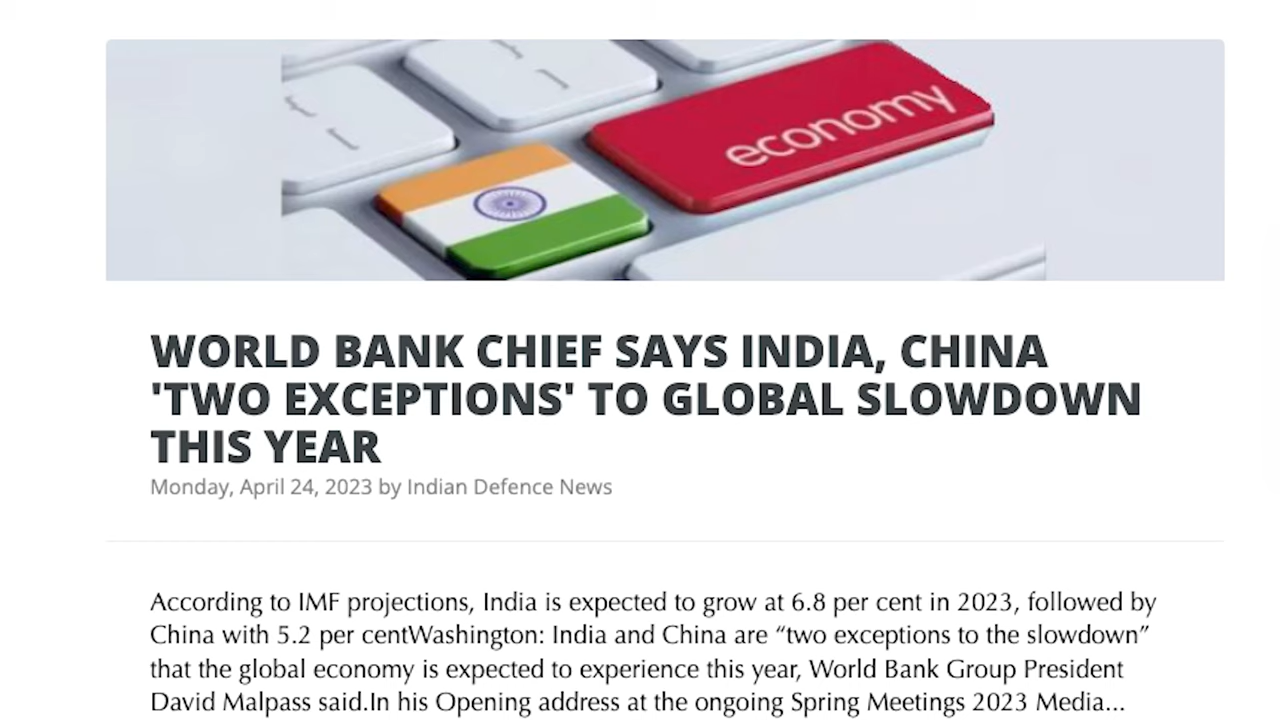 economy
WORLD BANK CHIEF SAYS INDIA, CHINA
'TWO EXCEPTIONS' TO GLOBAL SLOWDOWN
THIS YEAR
Monday, April 24, 2023 by Indian Defence News
According to IMF projections, India is expected to grow at 6.8 per cent in 2023, followed by
China with 5.2 per centWashington: India and China are “two exceptions to the slowdown”
that the global economy is expected to experience this year, World Bank Group President
David Malpass said.In his Opening address at the ongoing Spring Meetings 2023 Media...